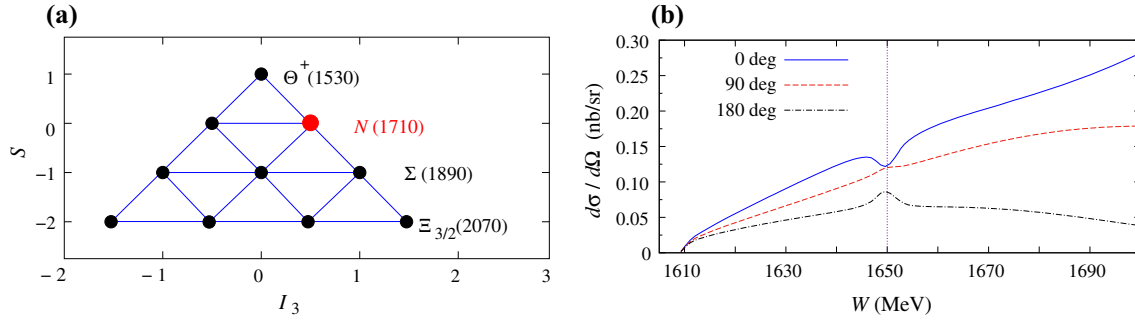 (a)
S
1
0
−1
−2
Θ⁺(1530)
N (1710)
Σ (1890)
Ξ3/2(2070)
−2 −1 0 1 2 3
I3
(b)
dσ / dΩ (nb/sr)
0.30
0.25
0.20
0.15
0.10
0.05
0
0 deg
90 deg
180 deg
1610 1630 1650 1670 1690
W (MeV)